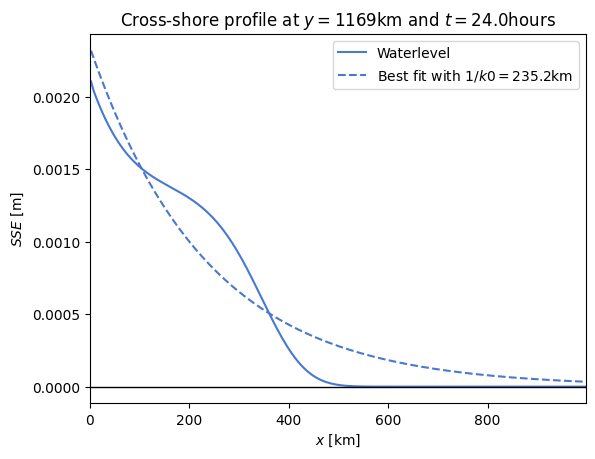 Cross-shore profile at y = 1169km and t = 24.0hours
Waterlevel
Best fit with 1/k0 = 235.2km
SSE [m]
0.0020
0.0015
0.0010
0.0005
0.0000
0 200 400 600 800
x [km]